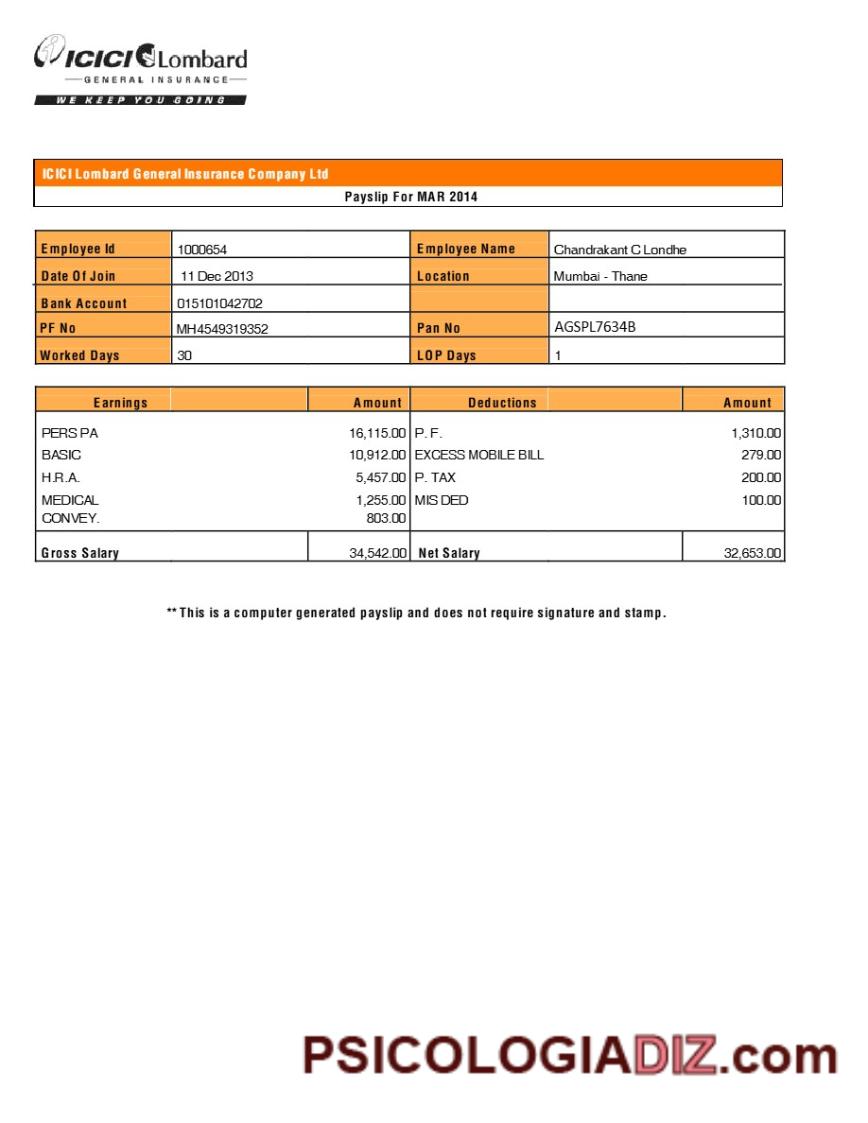 ICICI Lombard
GENERAL INSURANCE
WE KEEP YOU GOING
ICICI Lombard General Insurance Company Ltd
Payslip For MAR 2014
Employee Id 1000654 Employee Name Chandrakant C Londhe
Date Of Join 11 Dec 2013 Location Mumbai - Thane
Bank Account 015101042702
PF No MH4549319352 Pan No AGSPL7634B
Worked Days 30 LOP Days 1
Earnings Amount Deductions Amount
PERS PA 16,115.00 P. F. 1,310.00
BASIC 10,912.00 EXCESS MOBILE BILL 279.00
H.R.A. 5,457.00 P. TAX 200.00
MEDICAL 1,255.00 MIS DED 100.00
CONVEY. 803.00
Gross Salary 34,542.00 Net Salary 32,653.00
** This is a computer generated payslip and does not require signature and stamp.
PSICOLOGIADIZ.com